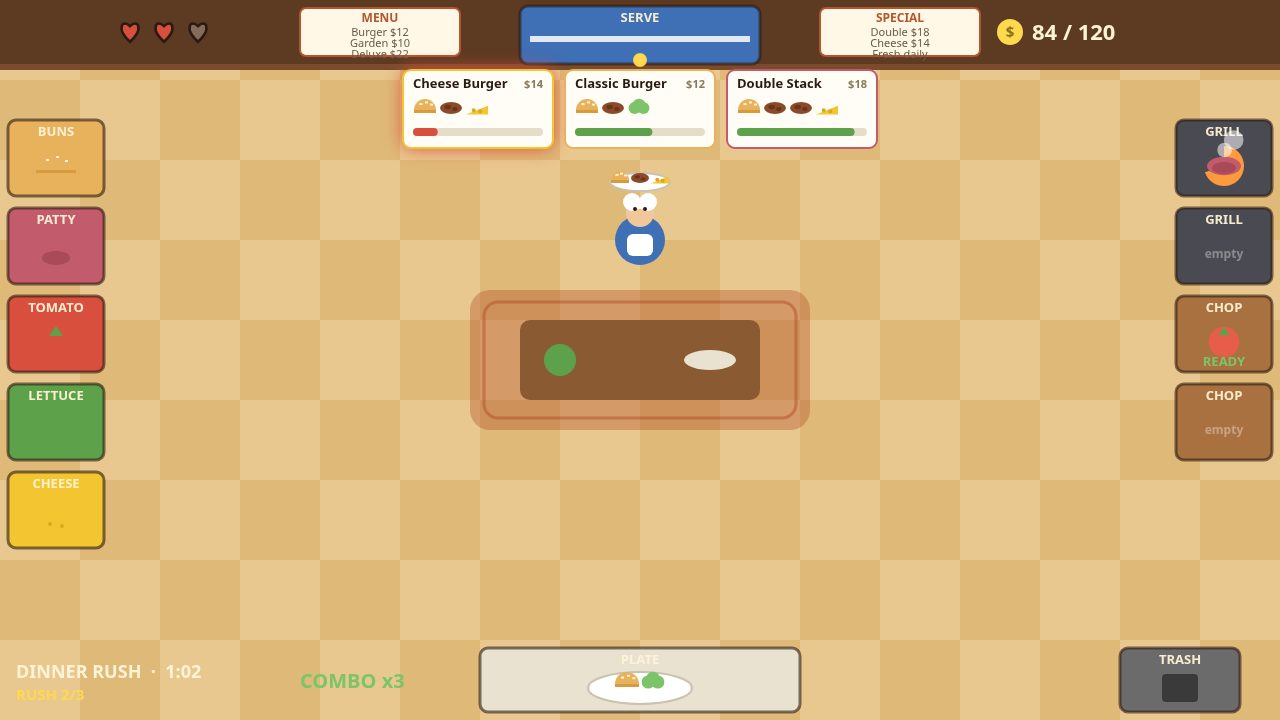 MENU
Burger $12
Garden $10
Deluxe $22
SERVE
SPECIAL
Double $18
Cheese $14
Fresh daily
$ 84 / 120
Cheese Burger $14
Classic Burger $12
Double Stack $18
BUNS
PATTY
TOMATO
LETTUCE
CHEESE
GRILL
GRILL
empty
CHOP
READY
CHOP
empty
DINNER RUSH · 1:02
RUSH 2/3
COMBO x3
PLATE
TRASH